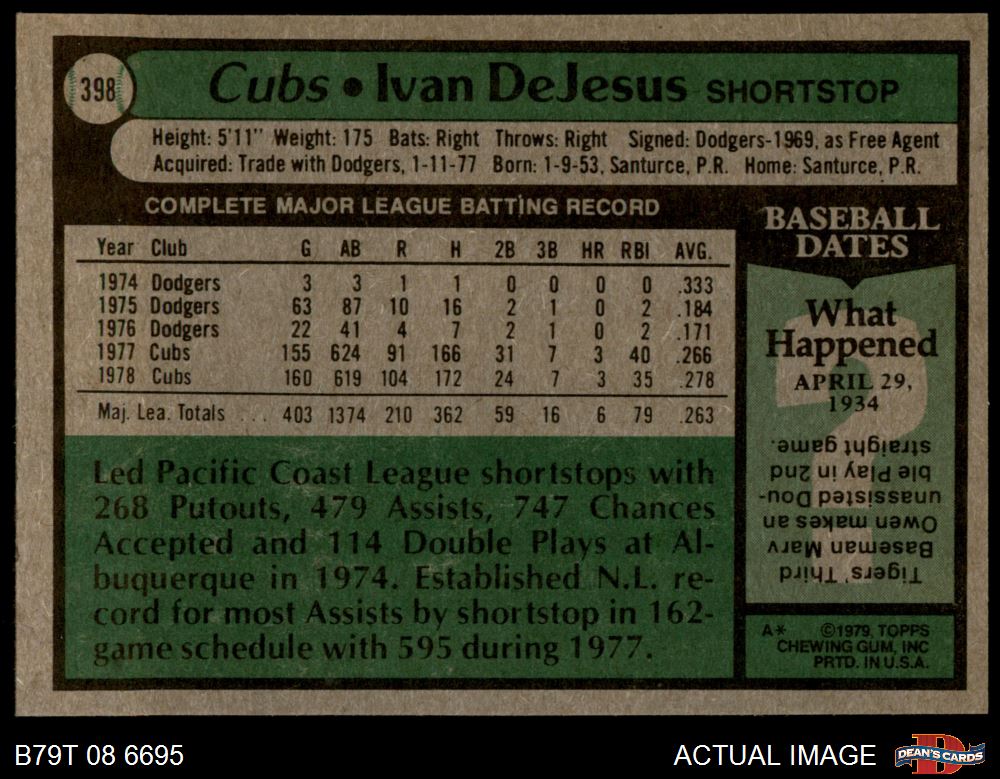 398
Cubs • Ivan DeJesus SHORTSTOP
Height: 5'11" Weight: 175 Bats: Right Throws: Right Signed: Dodgers-1969, as Free Agent
Acquired: Trade with Dodgers, 1-11-77 Born: 1-9-53, Santurce, P.R. Home: Santurce, P.R.
COMPLETE MAJOR LEAGUE BATTING RECORD
Year Club G AB R H 2B 3B HR RBI AVG.
1974 Dodgers 3 3 1 1 0 0 0 0 .333
1975 Dodgers 63 87 10 16 2 1 0 2 .184
1976 Dodgers 22 41 4 7 2 1 0 2 .171
1977 Cubs 155 624 91 166 31 7 3 40 .266
1978 Cubs 160 619 104 172 24 7 3 35 .278
Maj. Lea. Totals ... 403 1374 210 362 59 16 6 79 .263
Led Pacific Coast League shortstops with
268 Putouts, 479 Assists, 747 Chances
Accepted and 114 Double Plays at Al-
buquerque in 1974. Established N.L. re-
cord for most Assists by shortstop in 162-
game schedule with 595 during 1977.
BASEBALL
DATES
What
Happened
APRIL 29,
1934
?
Tigers' Third
Baseman Marv
Owen makes an
unassisted Dou-
ble Play in 2nd
straight game.
A* ©1979, TOPPS
CHEWING GUM, INC
PRTD. IN U.S.A.
B79T 08 6695
ACTUAL IMAGE
D
DEAN'S CARDS